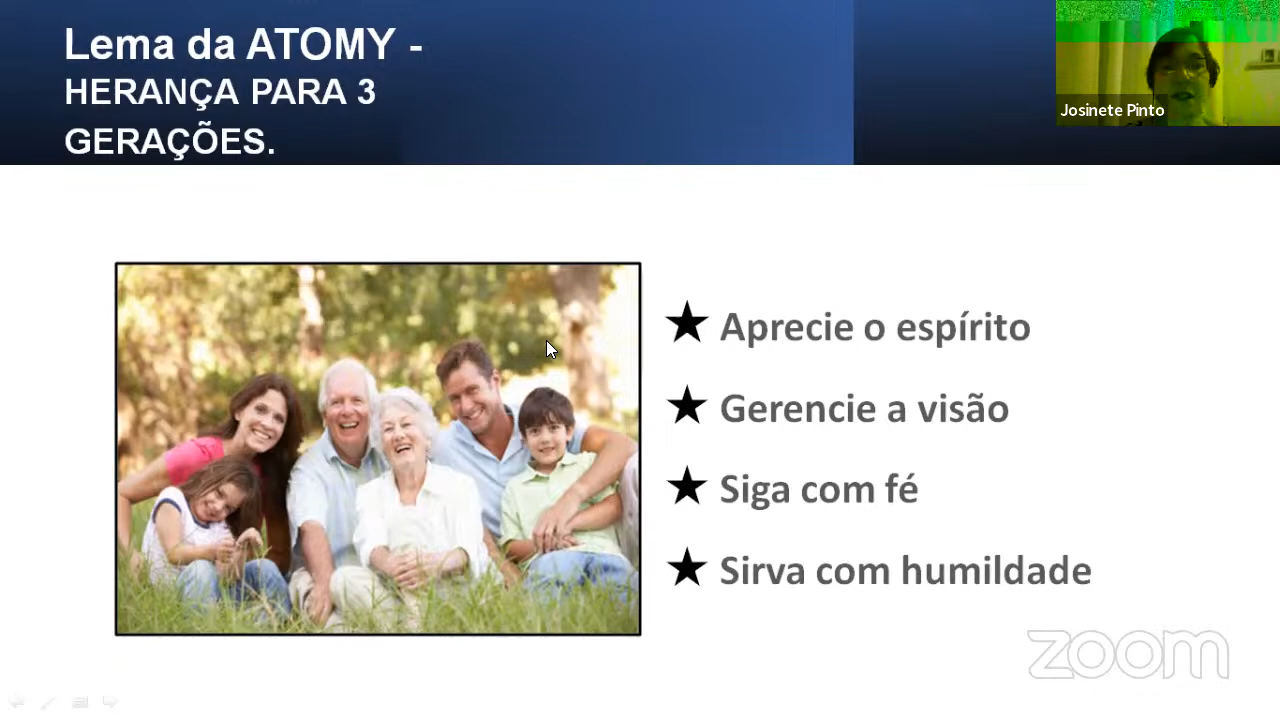 Lema da ATOMY -
HERANÇA PARA 3
GERAÇÕES.
Josinete Pinto
Aprecie o espírito
Gerencie a visão
Siga com fé
Sirva com humildade
zoom